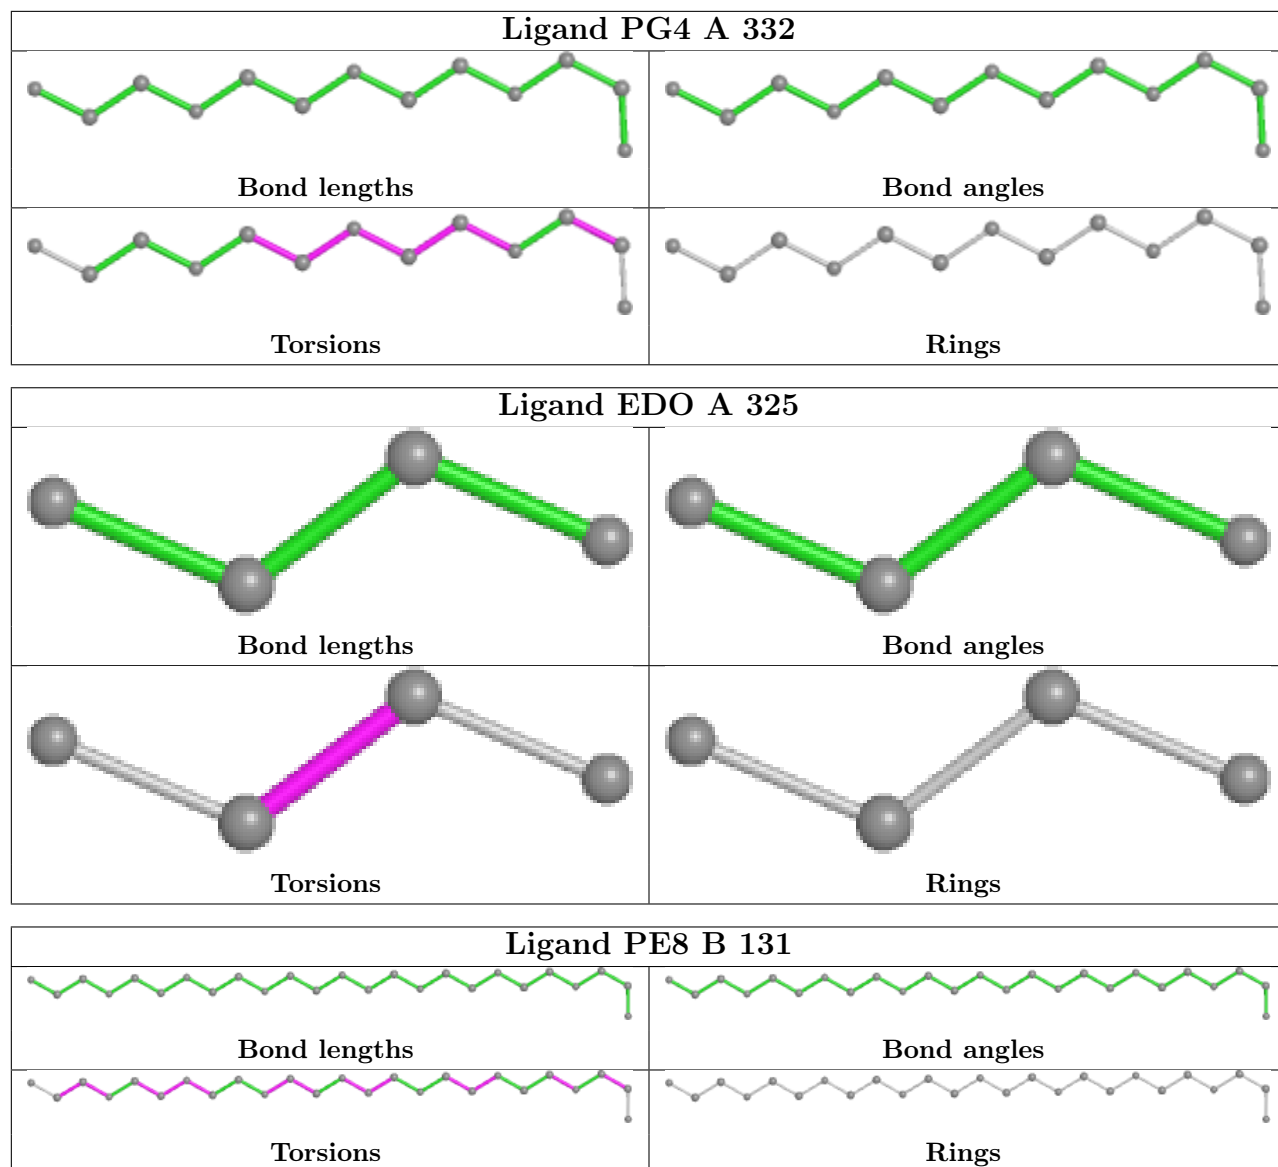 Ligand PG4 A 332
Bond lengths Bond angles
Torsions Rings
Ligand EDO A 325
Bond lengths Bond angles
Torsions Rings
Ligand PE8 B 131
Bond lengths Bond angles
Torsions Rings